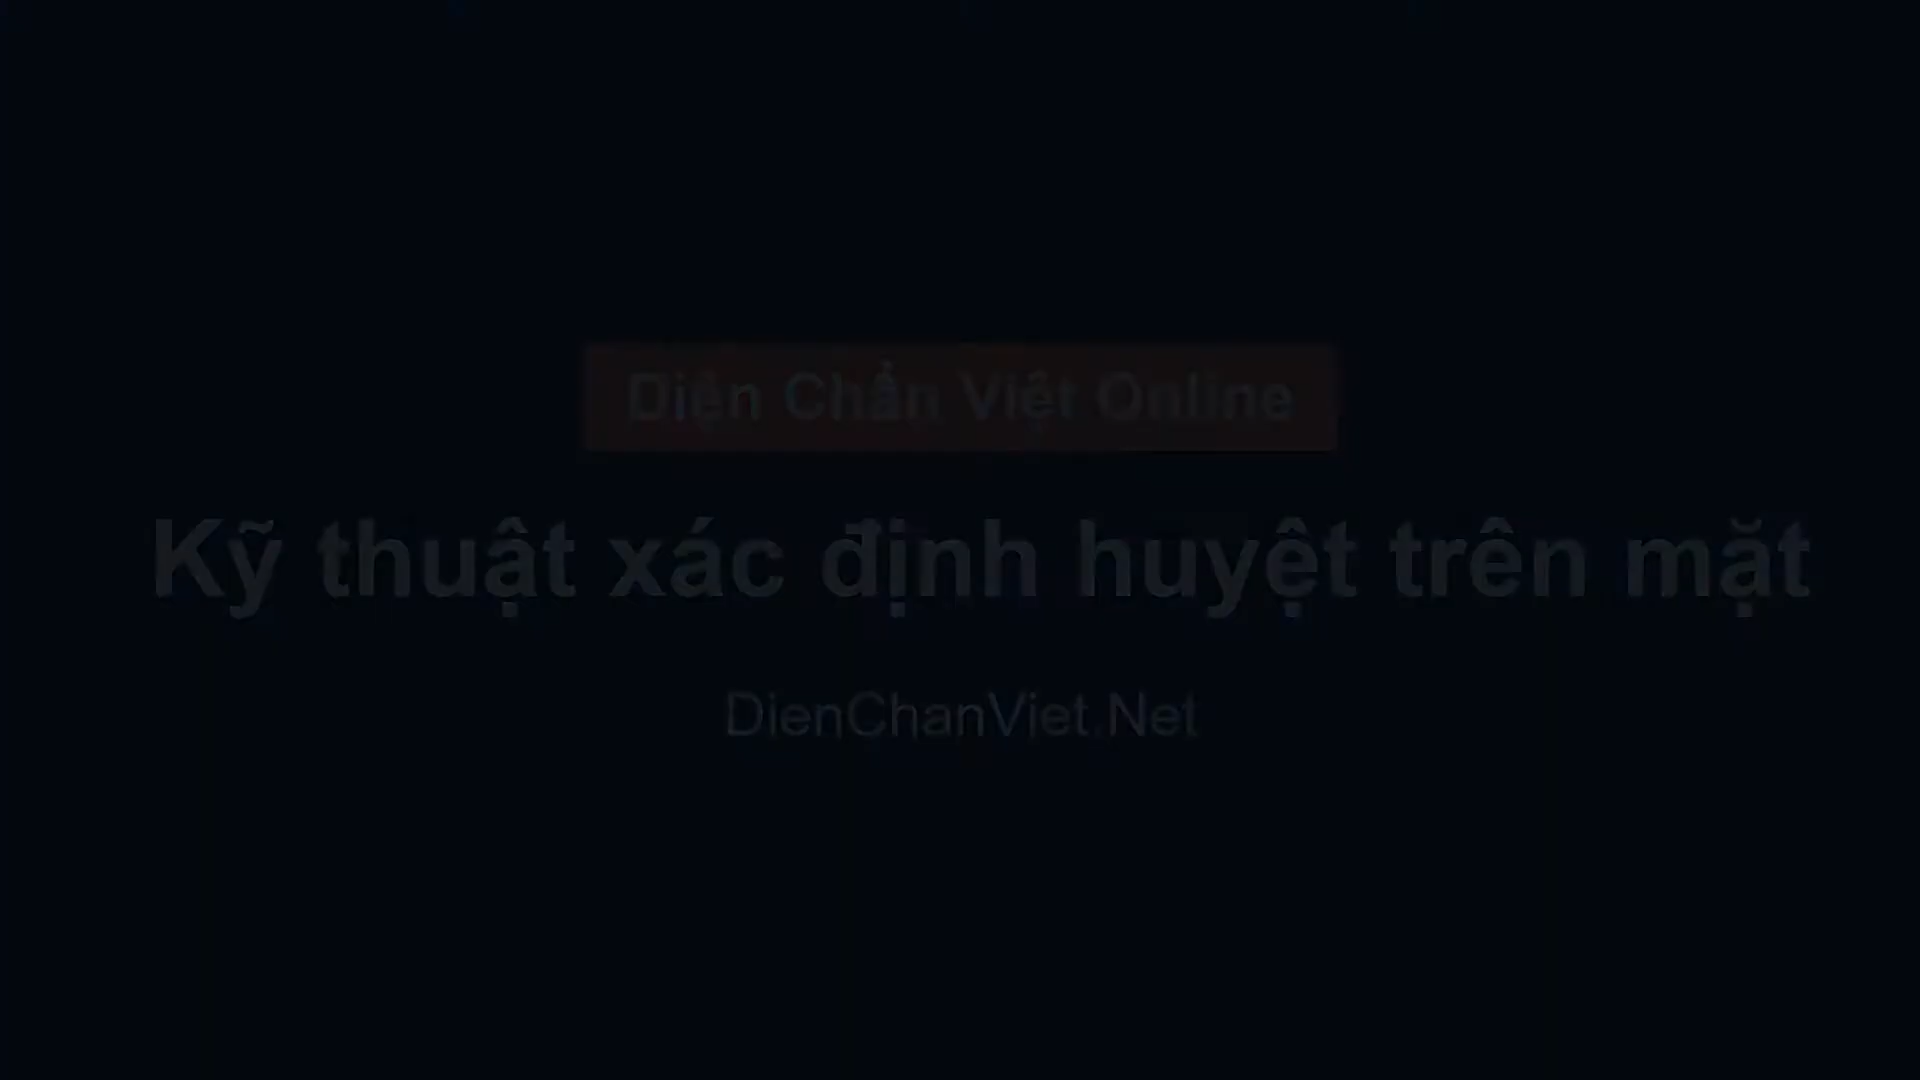 Diện Chẩn Việt Online
Kỹ thuật xác định huyệt trên mặt
DienChanViet.Net